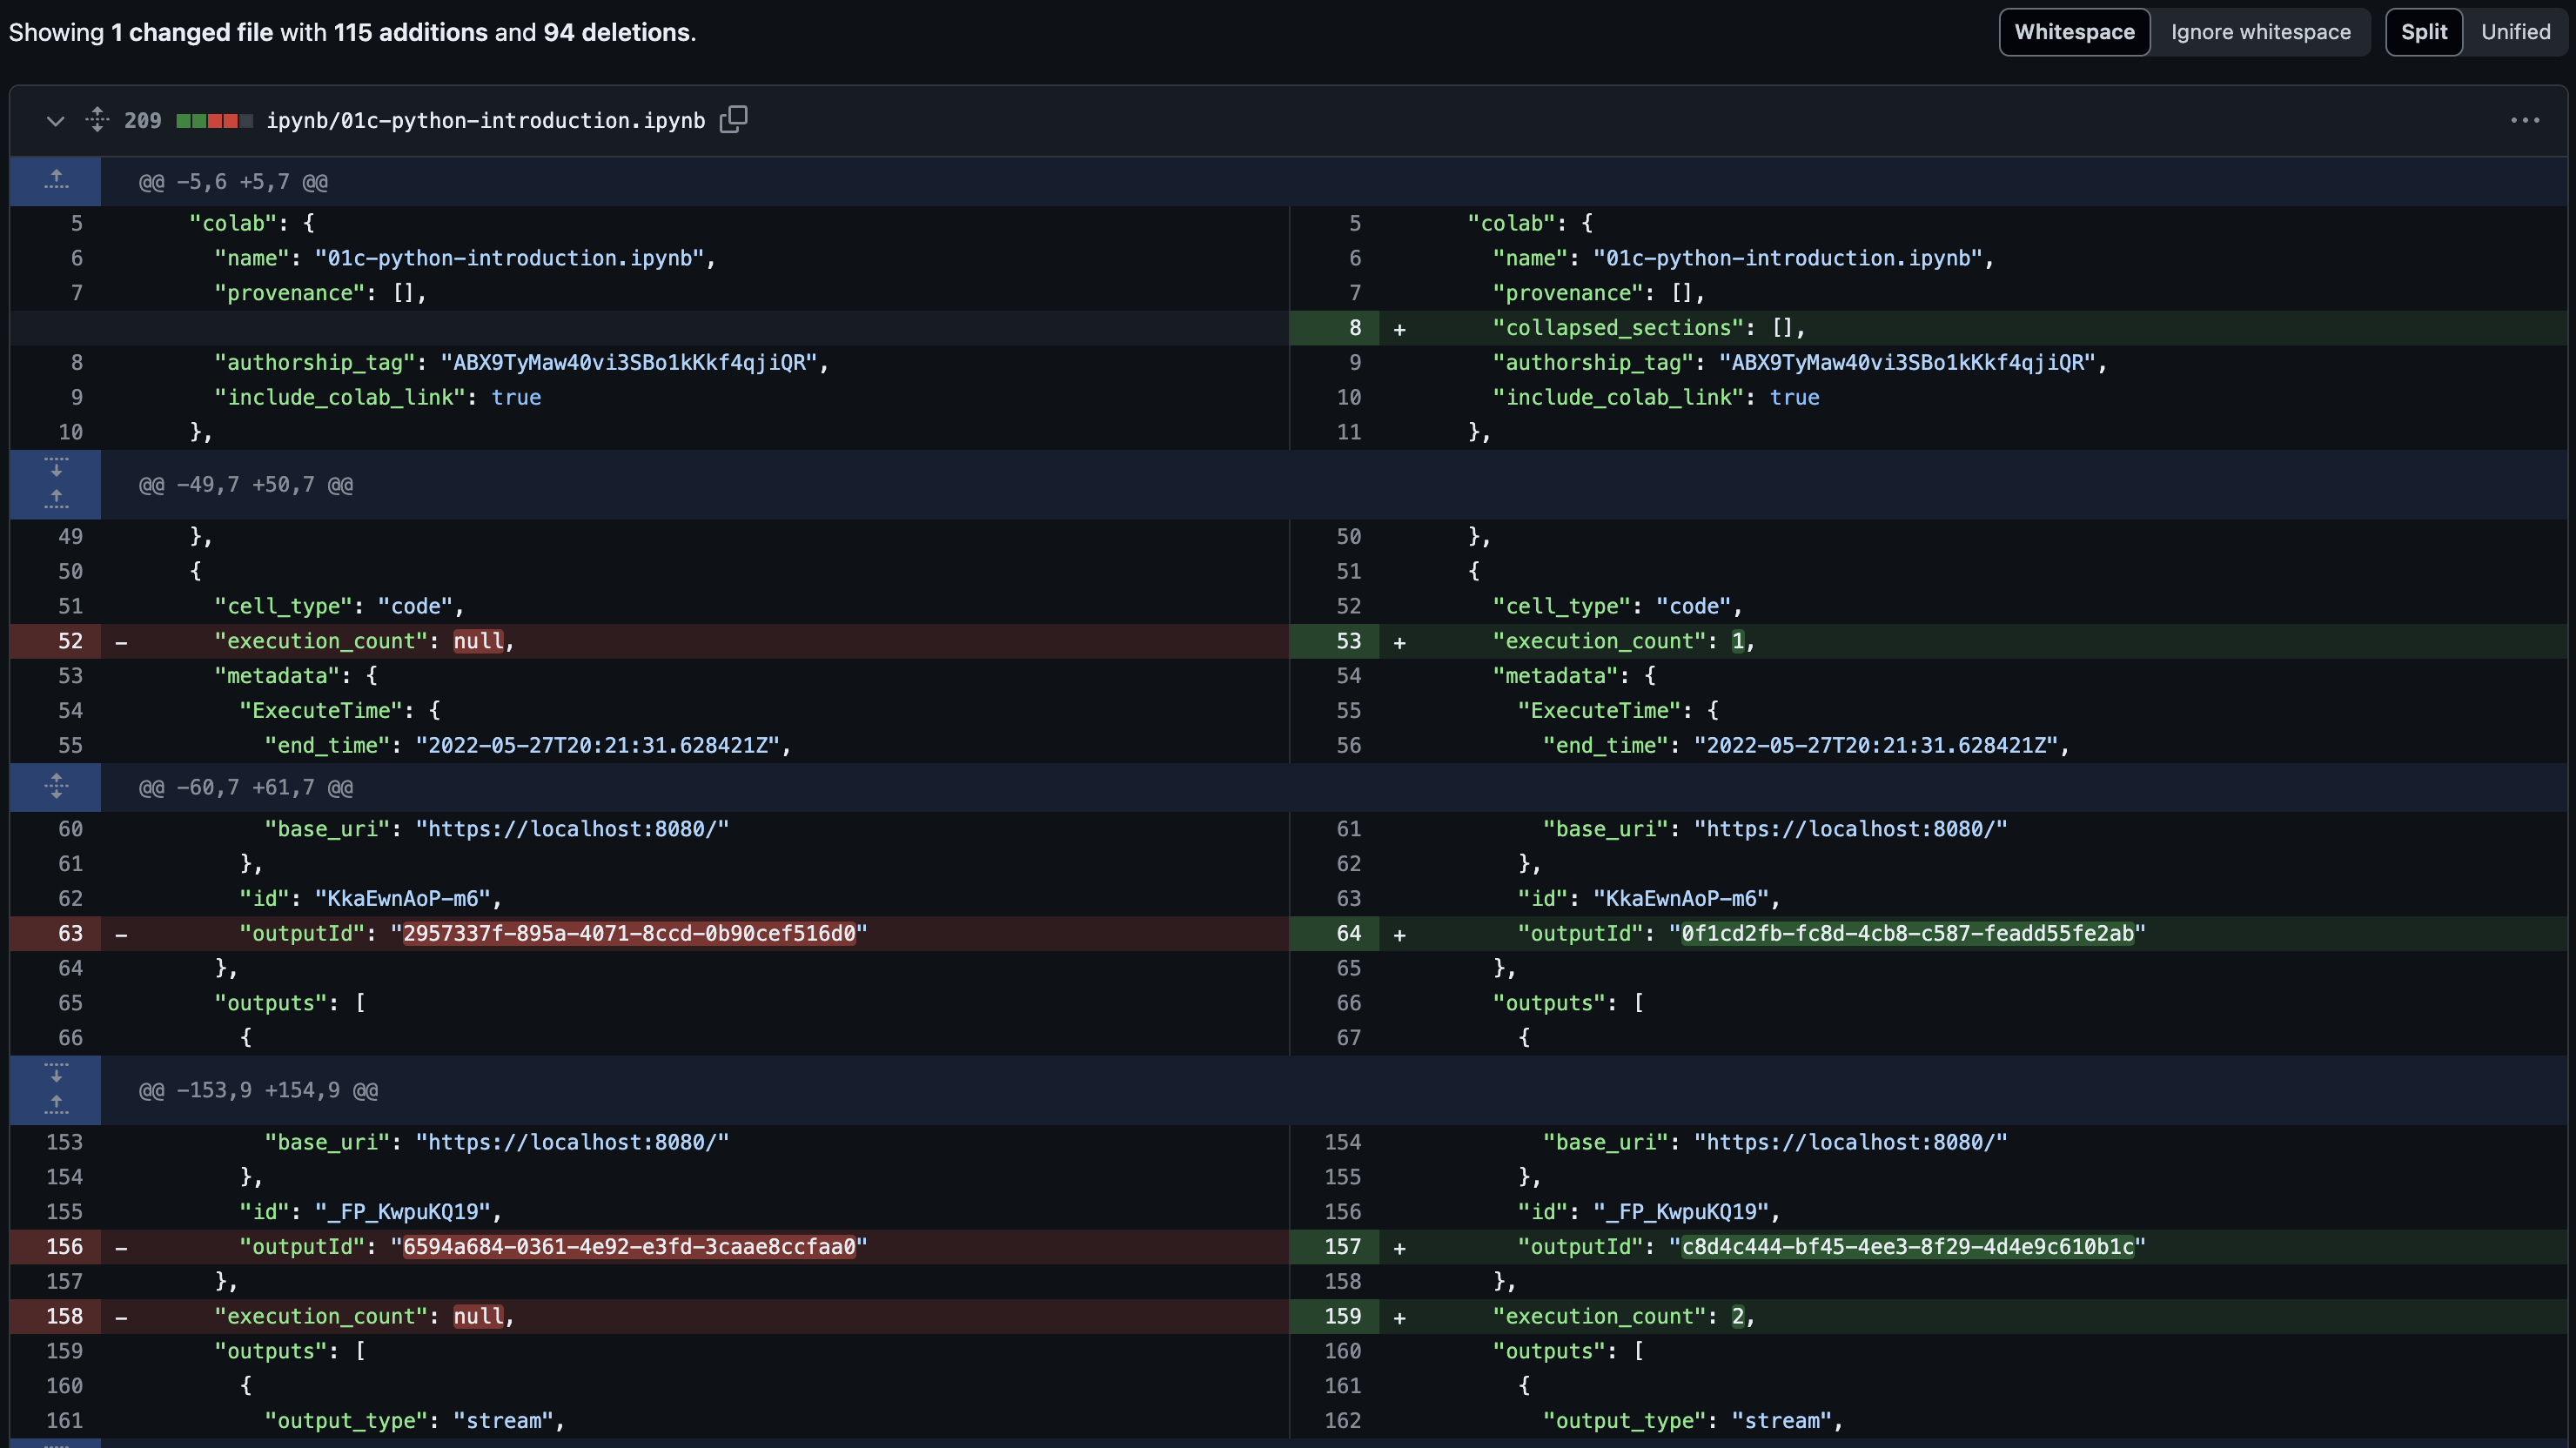 Showing 1 changed file with 115 additions and 94 deletions.
Whitespace Ignore whitespace Split Unified
209 ipynb/01c-python-introduction.ipynb
@@ -5,6 +5,7 @@
5 "colab": { 5 "colab": {
6 "name": "01c-python-introduction.ipynb", 6 "name": "01c-python-introduction.ipynb",
7 "provenance": [], 7 "provenance": [],
8 + "collapsed_sections": [],
8 "authorship_tag": "ABX9TyMaw40vi3SBo1kKkf4qjiQR", 9 "authorship_tag": "ABX9TyMaw40vi3SBo1kKkf4qjiQR",
9 "include_colab_link": true 10 "include_colab_link": true
10 }, 11 },
@@ -49,7 +50,7 @@
49 }, 50 },
50 { 51 {
51 "cell_type": "code", 52 "cell_type": "code",
52 - "execution_count": null, 53 + "execution_count": 1,
53 "metadata": { 54 "metadata": {
54 "ExecuteTime": { 55 "ExecuteTime": {
55 "end_time": "2022-05-27T20:21:31.628421Z", 56 "end_time": "2022-05-27T20:21:31.628421Z",
@@ -60,7 +61,7 @@
60 "base_uri": "https://localhost:8080/" 61 "base_uri": "https://localhost:8080/"
61 }, 62 },
62 "id": "KkaEwnAoP-m6", 63 "id": "KkaEwnAoP-m6",
63 - "outputId": "2957337f-895a-4071-8ccd-0b90cef516d0" 64 + "outputId": "0f1cd2fb-fc8d-4cb8-c587-feadd55fe2ab"
64 }, 65 },
65 "outputs": [ 66 "outputs": [
66 { 67 {
@@ -153,9 +154,9 @@
153 "base_uri": "https://localhost:8080/" 154 "base_uri": "https://localhost:8080/"
154 }, 155 },
155 "id": "_FP_KwpuKQ19", 156 "id": "_FP_KwpuKQ19",
156 - "outputId": "6594a684-0361-4e92-e3fd-3caae8ccfaa0" 157 + "outputId": "c8d4c444-bf45-4ee3-8f29-4d4e9c610b1c"
157 }, 158 },
158 - "execution_count": null, 159 + "execution_count": 2,
159 "outputs": [ 160 "outputs": [
160 { 161 {
161 "output_type": "stream", 162 "output_type": "stream",